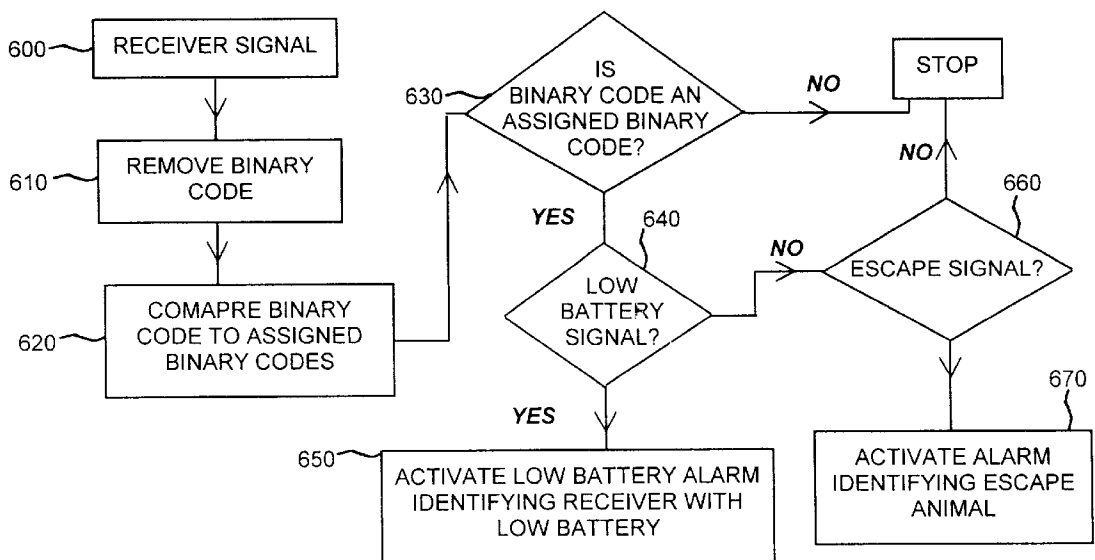 600
RECEIVER SIGNAL
610
REMOVE BINARY
CODE
620
COMAPRE BINARY
CODE TO ASSIGNED
BINARY CODES
630
IS
BINARY CODE AN
ASSIGNED BINARY
CODE?
NO
STOP
YES
640
LOW
BATTERY
SIGNAL?
NO
660
ESCAPE SIGNAL?
NO
YES
650
ACTIVATE LOW BATTERY ALARM
IDENTIFYING RECEIVER WITH
LOW BATTERY
670
ACTIVATE ALARM
IDENTIFYING ESCAPE
ANIMAL